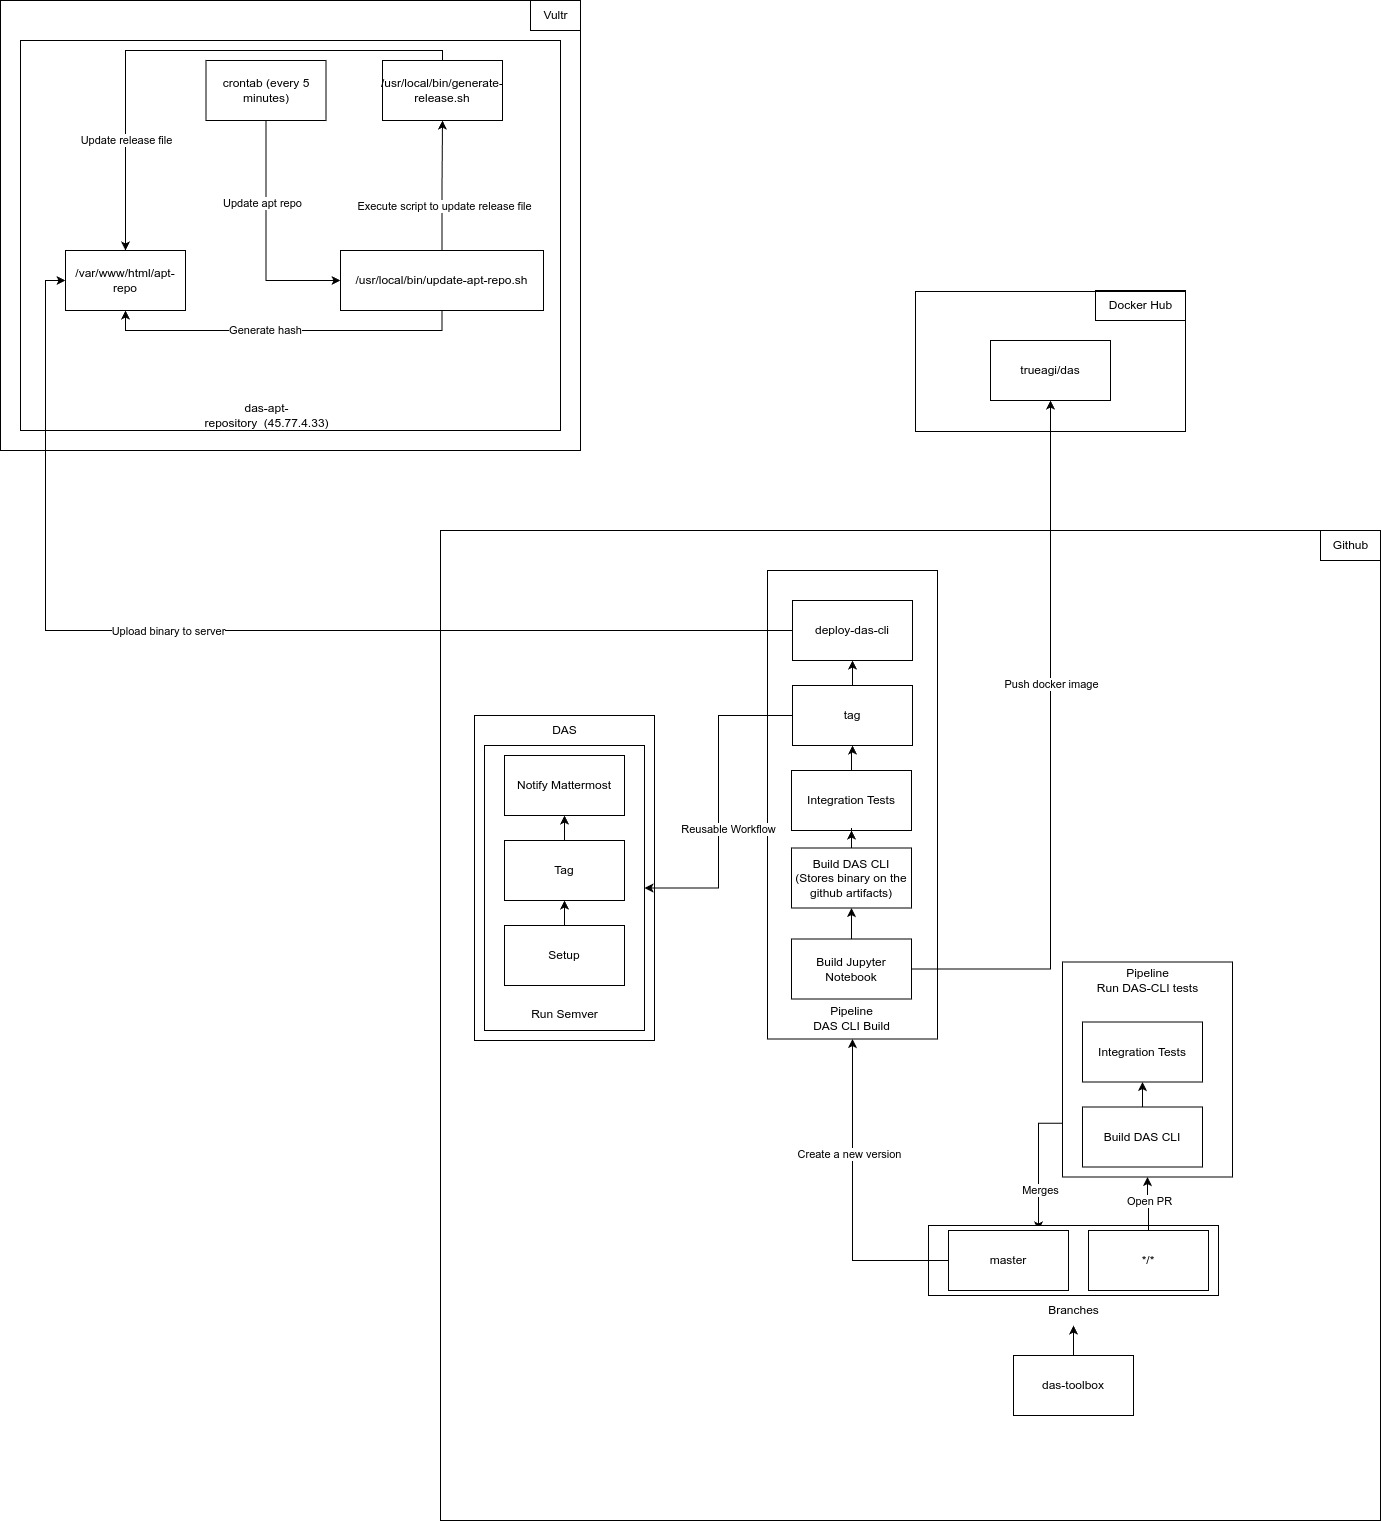 Vultr
crontab (every 5
minutes)
/usr/local/bin/generate-
release.sh
Update release file
Update apt repo
Execute script to update release file
/var/www/html/apt-
repo
/usr/local/bin/update-apt-repo.sh
Generate hash
das-apt-
repository (45.77.4.33)
Docker Hub
trueagi/das
Github
deploy-das-cli
Upload binary to server
Push docker image
tag
DAS
Notify Mattermost
Integration Tests
Reusable Workflow
Tag
Build DAS CLI
(Stores binary on the
github artifacts)
Setup
Build Jupyter
Notebook
Run Semver
Pipeline
DAS CLI Build
Pipeline
Run DAS-CLI tests
Integration Tests
Build DAS CLI
Create a new version
Merges
Open PR
master
*/*
Branches
das-toolbox